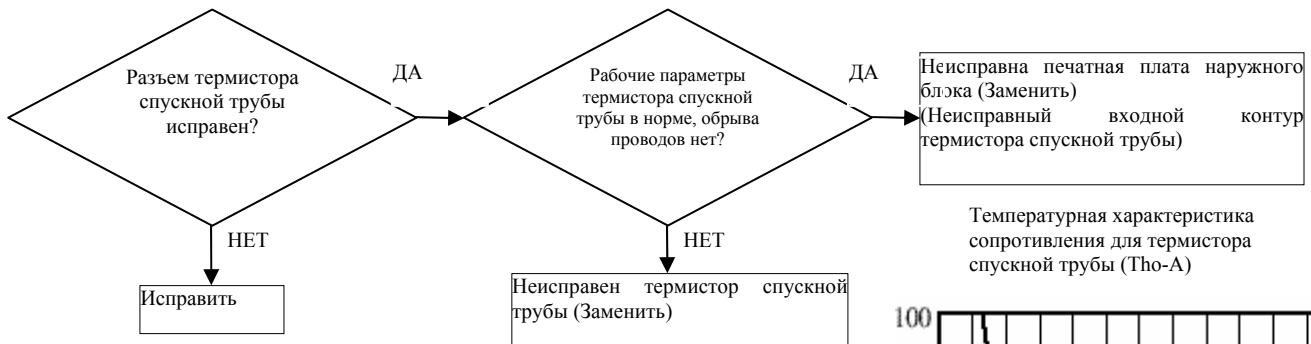 Разъем термистора
спускной трубы
исправен?
ДА
НЕТ
Исправить
Рабочие параметры
термистора спускной
трубы в норме, обрыва
проводов нет?
ДА
НЕТ
Неисправен термистор спускной
трубы (Заменить)
Неисправна печатная плата наружного
блока (Заменить)
(Неисправный входной контур
термистора спускной трубы)
Температурная характеристика
сопротивления для термистора
спускной трубы (Tho-A)
100